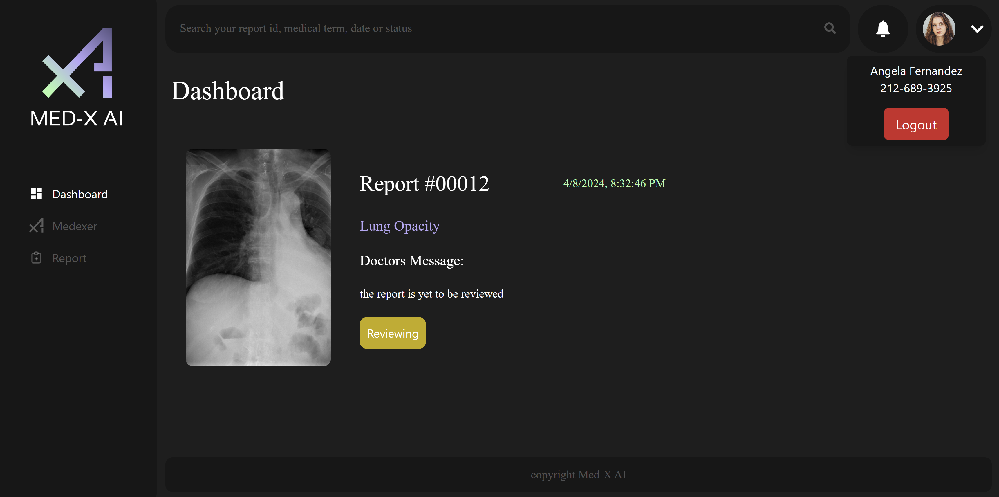 MED-X AI
Dashboard
Medexer
Report
Search your report id, medical term, date or status
Angela Fernandez
212-689-3925
Logout
Dashboard
Report #00012
4/8/2024, 8:32:46 PM
Lung Opacity
Doctors Message:
the report is yet to be reviewed
Reviewing
copyright Med-X AI